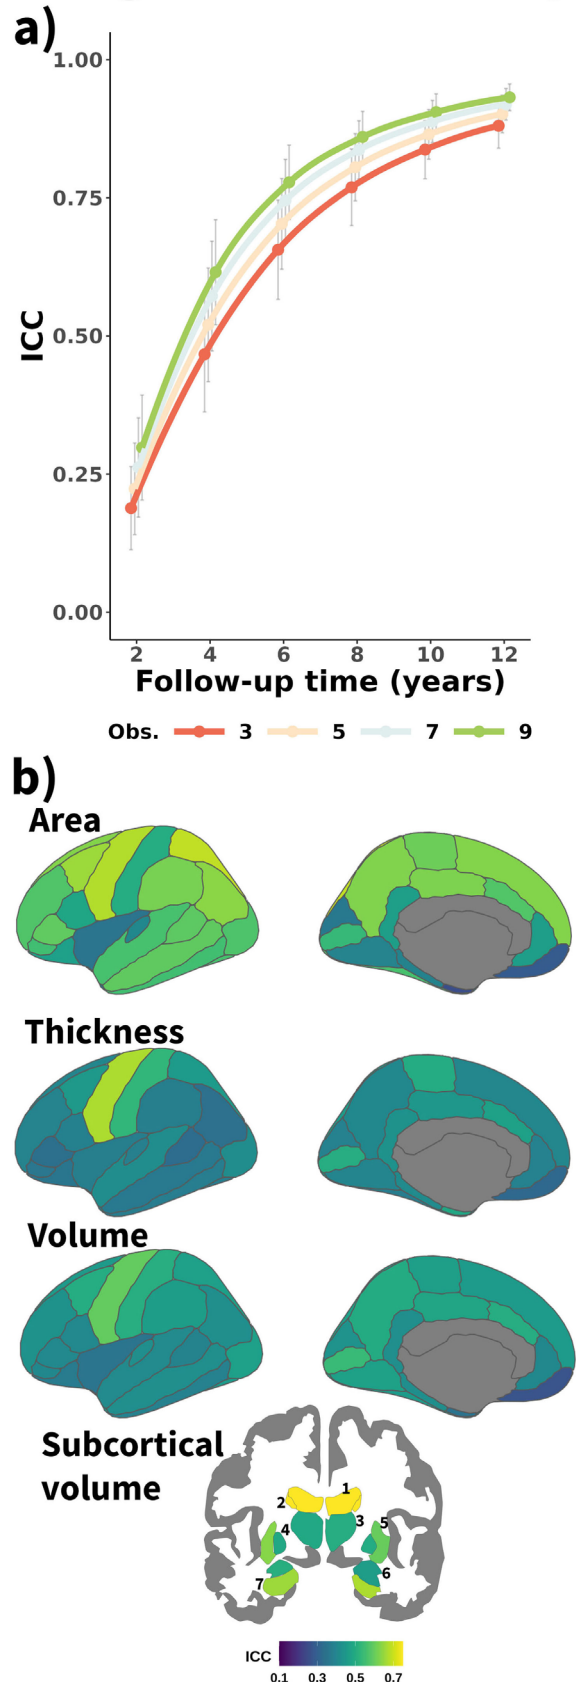 a)
1.00
0.75
0.50
0.25
0.00
ICC
2 4 6 8 10 12
Follow-up time (years)
Obs. 3 5 7 9
b)
Area
Thickness
Volume
Subcortical
volume
1
2
3
4
5
6
7
ICC
0.1 0.3 0.5 0.7